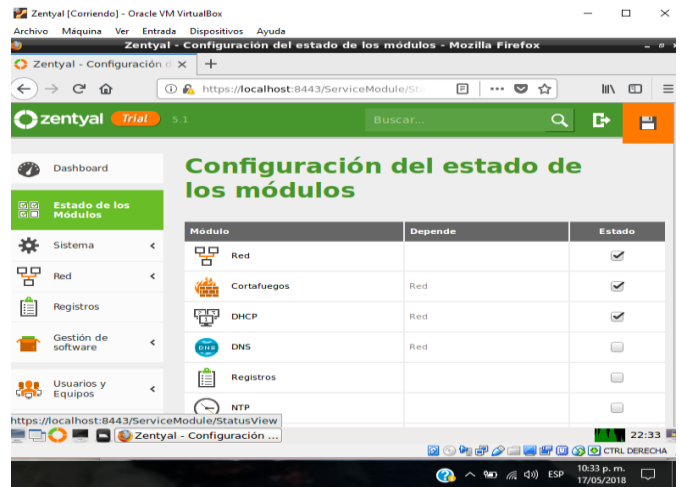 Zentyal [Corriendo] - Oracle VM VirtualBox
Archivo Máquina Ver Entrada Dispositivos Ayuda
Zentyal - Configuración del estado de los módulos - Mozilla Firefox
Zentyal - Configuración d
https://localhost:8443/ServiceModule/Sta
zentyal Trial 5.1
Buscar...
Dashboard
Estado de los
Módulos
Sistema
Red
Registros
Gestión de
software
Usuarios y
Equipos
Configuración del estado de
los módulos
Módulo Depende Estado
Red
Cortafuegos Red
DHCP Red
DNS DNS Red
Registros
NTP
https://localhost:8443/ServiceModule/StatusView
Zentyal - Configuración ...
22:33
CTRL DERECHA
ESP
10:33 p. m.
17/05/2018